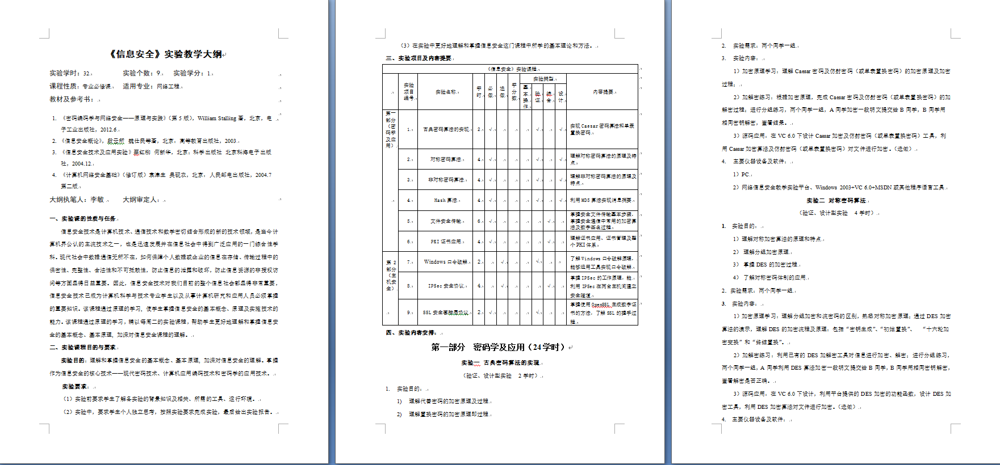 《信息安全》实验教学大纲
实验学时：32 实验个数：9 实验学分：1
课程性质：专业必修课 适用专业：网络工程
教材及参考书：
1. 《密码编码学与网络安全——原理与实践》（第 5 版），William Stalling 著，北京，电
子工业出版社，2012.6
2. 《信息安全概论》，段云所 魏仕民等著，北京：高等教育出版社，2003.
3. 《信息安全技术及应用实验》蔡红柳 何新华，北京：科学出版社 北京科海电子出版
社，2004.12.
4. 《计算机网络安全基础》（修订版）袁津生 吴砚农，北京：人民邮电出版社，2004.7
第二版
大纲执笔人：李敏 大纲审定人：
一、实验课的性质与任务
信息安全技术是计算机技术、通信技术和数学密切结合形成的新的技术领域，是当今计
算机界公认的主流技术之一，也是迅速发展并在信息社会中得到广泛应用的一门综合性学
科。现代社会中数据通信无所不在，如何保障个人数据或企业的信息在存储、传输过程中的
保密性、完整性、合法性和不可抵赖性，防止信息的泄露和破坏，防止信息资源的非授权访
问等方面显得日益重要。因此，信息安全技术对我们目前的整个信息社会都显得非常重要，
信息安全技术已成为计算机科学与技术专业学生以及从事计算机研究和应用人员必须掌握
的重要知识。该课程通过原理的学习，使学生掌握信息安全的基本概念、原理及实施技术的
能力。该课程通过原理的学习，辅以每周二的实验课程，帮助学生更好地理解和掌握信息安
全的基本概念、基本原理，加深对信息安全课程的理解。
二、实验课程目的与要求
实验目的：理解和掌握信息安全的基本概念、基本原理，加深对信息安全的理解。掌握
作为信息安全的核心技术——现代密码技术、计算机应用编码技术和密码学的应用技术。
实验要求：
（1）实验前要求学生了解各实验的背景知识及相关、所需的工具、运行环境。
（2）实验中，要求学生个人独立思考，按照实验要求完成实验，最后给出实验报告。
（3）在实验中更好地理解和掌握信息安全这门课程中所学的基本理论和方法。
三、实验项目及内容提要
《信息安全》实验课程
实验项目编号 实验名称 学时 必做 选做 学分数 实验类型 内容提要
基本操作 验证 综合 设计
第一部分（密码学及应用）
1. 古典密码算法的实现 2 √ √ √ 实现 Caesar 密码算法和单表置换密码
2. 对称密码算法 4 √ √ √ 理解对称密码算法的原理及特点
3. 非对称密码算法 4 √ √ √ 理解非对称密码算法的原理及特点
4. Hash 算法 4 √ √ √ 利用 MD5 算法实现消息摘要
5. 文件安全传输 6 √ √ 掌握安全文件传输基本步骤，掌握安全通信中常用的加密算法及数字签名过程
6. PKI 证书应用 4 √ √ 理解证书应用、证书管理及整个 PKI 体系
第 2 部分（主机安全）
7. Windows 口令破解 2 √ √ 了解 Windows 口令破解原理，能够运用工具实现口令破解
8. IPSec 安全协议 4 √ √ 掌握 IPSec 的工作原理，能利用 IPSec 在两台主机间建立安全隧道
9. SSL 安全套接层协议 2 √ √ 掌握使用 OpenSSL 生成数字证书的方法，了解 SSL 的握手过程
四、实验内容安排：
第一部分 密码学及应用（24 学时）
实验一 古典密码算法的实现
（验证、设计型实验 2 学时）
1. 实验目的：
1) 理解代替密码的加密原理及过程
2) 理解置换密码的加密原理即过程
2. 实验需求：两个同学一组
3. 实验内容：
1）加密原理学习：理解 Caesar 密码及仿射密码（或单表置换密码）的加密原理及加密
过程；
2）加解密练习：根据加密原理，完成 Caesar 密码及仿射密码（或单表置换密码）的加
解密过程；进行分组练习，两个同学一组，A 同学加密一段明文提交给 B 同学，B 同学用
相同密钥解密，查看结果。
3）源码应用：在 VC 6.0 下设计 Caesar 加密及仿射密码（或单表置换密码）工具，利
用 Caesar 加密算法及仿射密码（或单表置换密码）对文件进行加密。（选做）
4. 主要仪器设备及软件：
1）PC
2）网络信息安全教学实验平台、Windows 2003+VC 6.0+MSDN 或其他程序语言工具
实验二 对称密码算法
（验证、设计型实验 4 学时）
1. 实验目的：
1）理解对称加密算法的原理和特点
2） 理解分组加密原理
3） 掌握 DES 的加密过程
4） 了解对称密码体制的应用
2. 实验需求：两个同学一组
3. 实验内容：
1）加密原理学习：理解分组加密和流密码的区别，熟悉对称加密原理；通过 DES 加密
算法的演示，理解 DES 的加密流程及原理：包括“密钥生成”、“初始置换”、 “十六轮加
密变换”和“终结置换”。
2）加解密练习：利用已有的 DES 加解密工具对信息进行加密、解密；进行分组练习，
两个同学一组，A 同学利用 DES 算法加密一段明文提交给 B 同学，B 同学用相同密钥解密，
查看解密是否正确。
3）源码应用：在 VC 6.0 下设计，利用平台提供的 DES 加密的功能函数，设计 DES 加
密工具，利用 DES 加密算法对文件进行加密。（选做）
4. 主要仪器设备及软件：